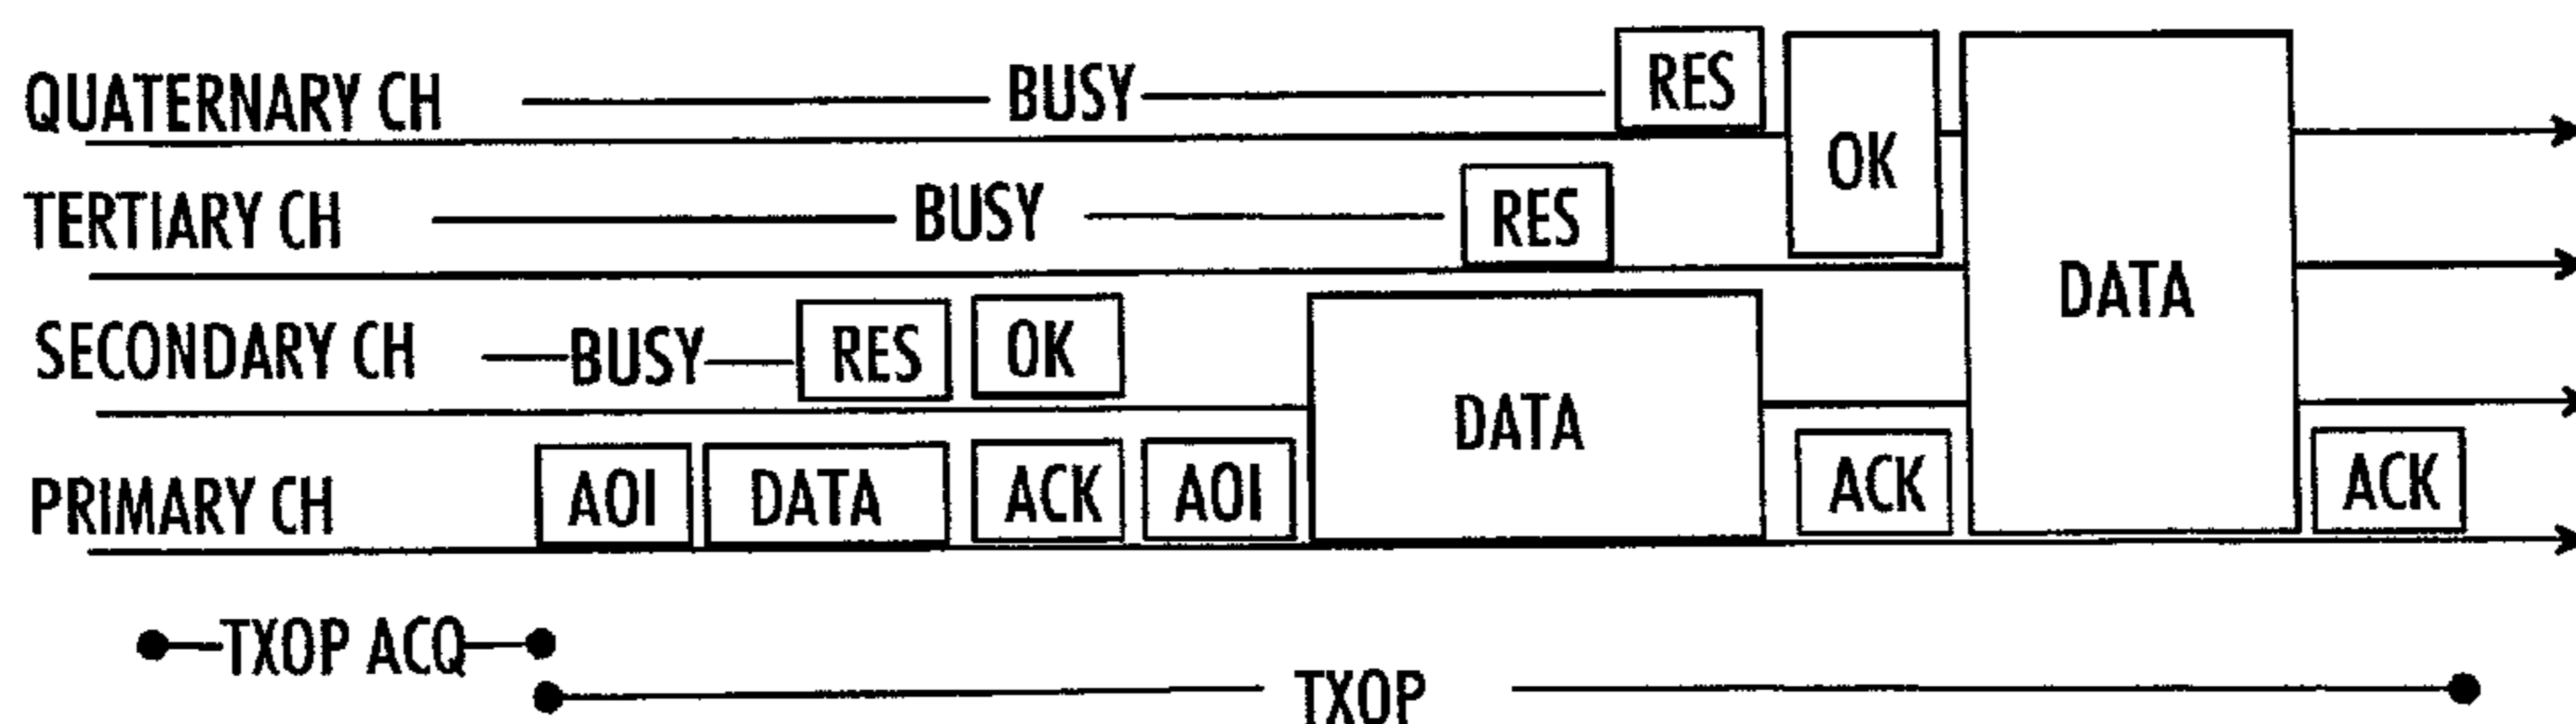 QUATERNARY CH BUSY RES OK DATA
TERTIARY CH BUSY RES
SECONDARY CH BUSY RES OK DATA
PRIMARY CH AOI DATA ACK AOI ACK ACK
TXOP ACQ
TXOP